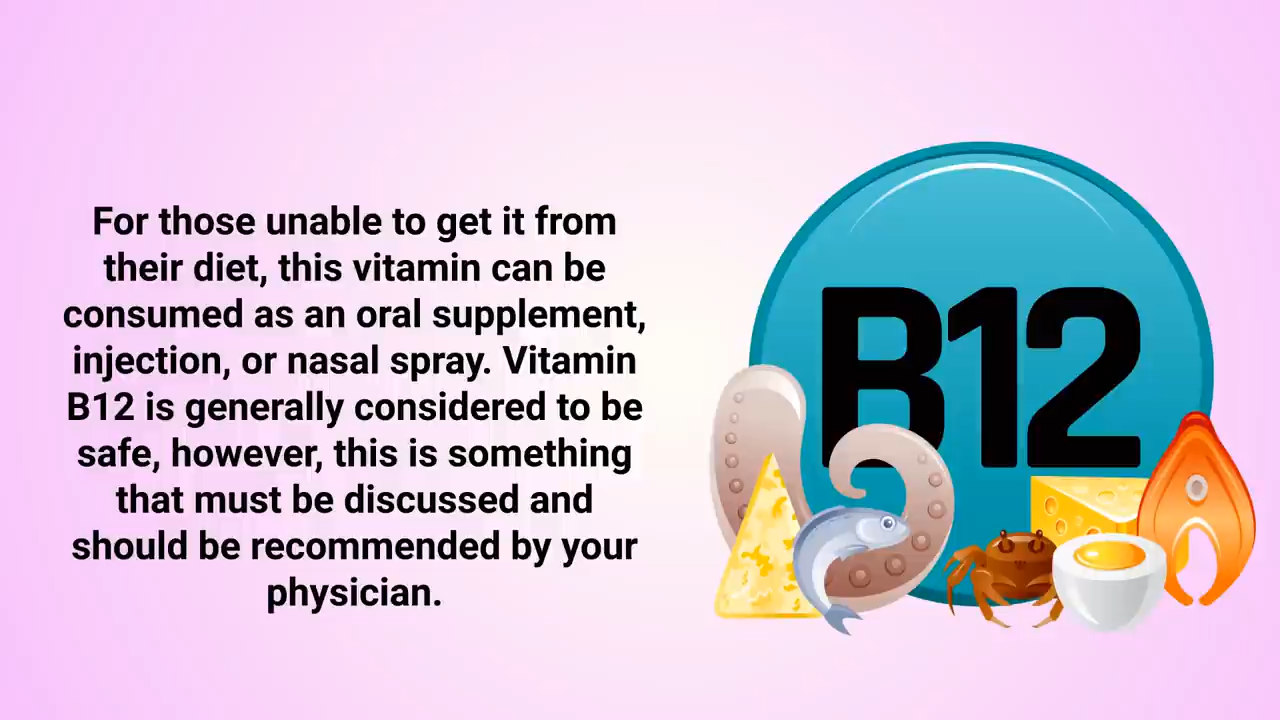 For those unable to get it from
their diet, this vitamin can be
consumed as an oral supplement,
injection, or nasal spray. Vitamin
B12 is generally considered to be
safe, however, this is something
that must be discussed and
should be recommended by your
physician.
B12